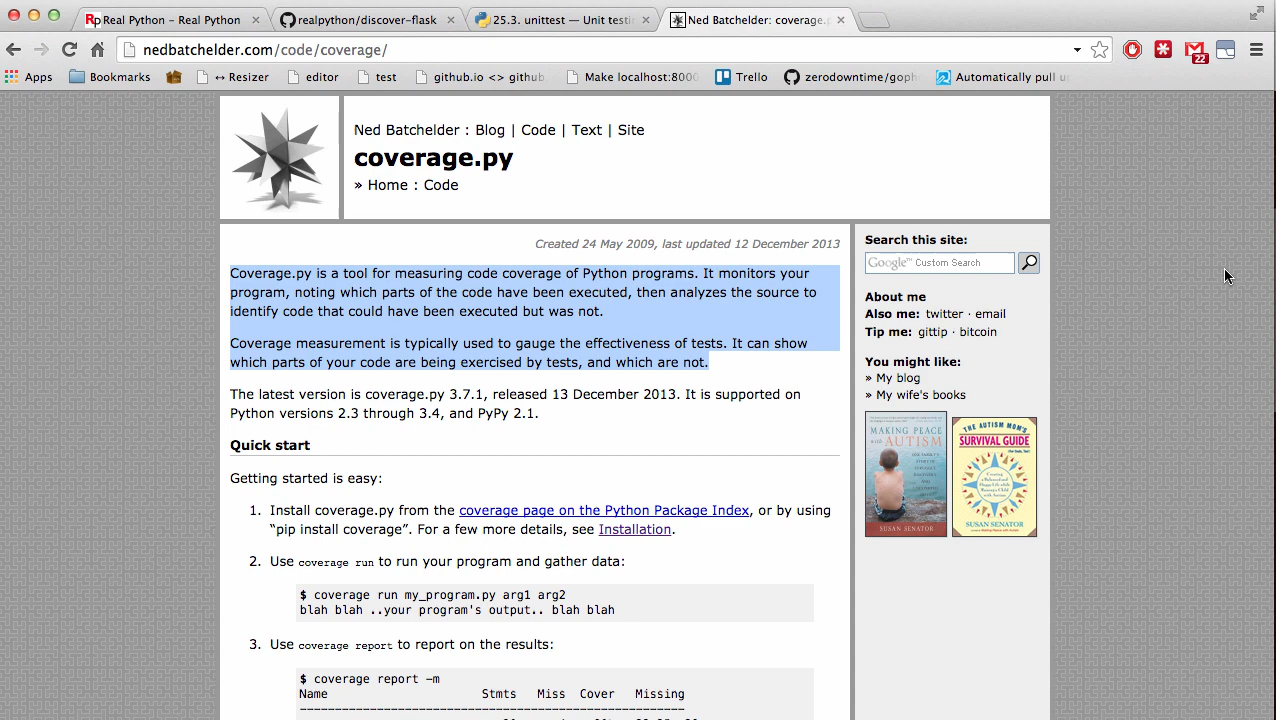 Rp Real Python - Real Python
realpython/discover-flask
25.3. unittest — Unit testi
Ned Batchelder: coverage.p
nedbatchelder.com/code/coverage/
22
Apps
Bookmarks
↔ Resizer
editor
test
github.io <> github
Make localhost:8000
Trello
zerodowntime/goph
Automatically pull u
Ned Batchelder : Blog | Code | Text | Site
coverage.py
» Home : Code
Created 24 May 2009, last updated 12 December 2013
Coverage.py is a tool for measuring code coverage of Python programs. It monitors your
program, noting which parts of the code have been executed, then analyzes the source to
identify code that could have been executed but was not.
Coverage measurement is typically used to gauge the effectiveness of tests. It can show
which parts of your code are being exercised by tests, and which are not.
The latest version is coverage.py 3.7.1, released 13 December 2013. It is supported on
Python versions 2.3 through 3.4, and PyPy 2.1.
Quick start
Getting started is easy:
1. Install coverage.py from the coverage page on the Python Package Index, or by using
“pip install coverage”. For a few more details, see Installation.
2. Use coverage run to run your program and gather data:
$ coverage run my_program.py arg1 arg2
blah blah ..your program's output.. blah blah
3. Use coverage report to report on the results:
$ coverage report -m
Name Stmts Miss Cover Missing
-------------------------------------------------------
Search this site:
Google™ Custom Search
About me
Also me: twitter · email
Tip me: gittip · bitcoin
You might like:
» My blog
» My wife's books
MAKING PEACE
with AUTISM
SUSAN SENATOR
THE AUTISM MOM'S
SURVIVAL GUIDE
SUSAN SENATOR